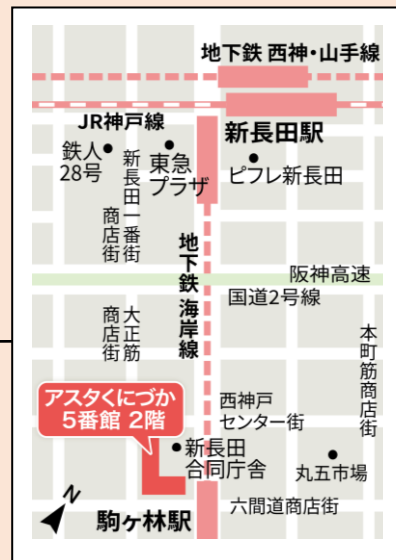 地下鉄 西神・山手線
JR神戸線
新長田駅
鉄人
28号
新長田一番街
商店街
東急
プラザ
ピフレ新長田
地下鉄 海岸線
阪神高速
国道2号線
大正筋
商店街
本町筋商店街
アスタくにづか
5番館 2階
西神戸
センター街
新長田
合同庁舎
丸五市場
六間道商店街
駒ヶ林駅
N